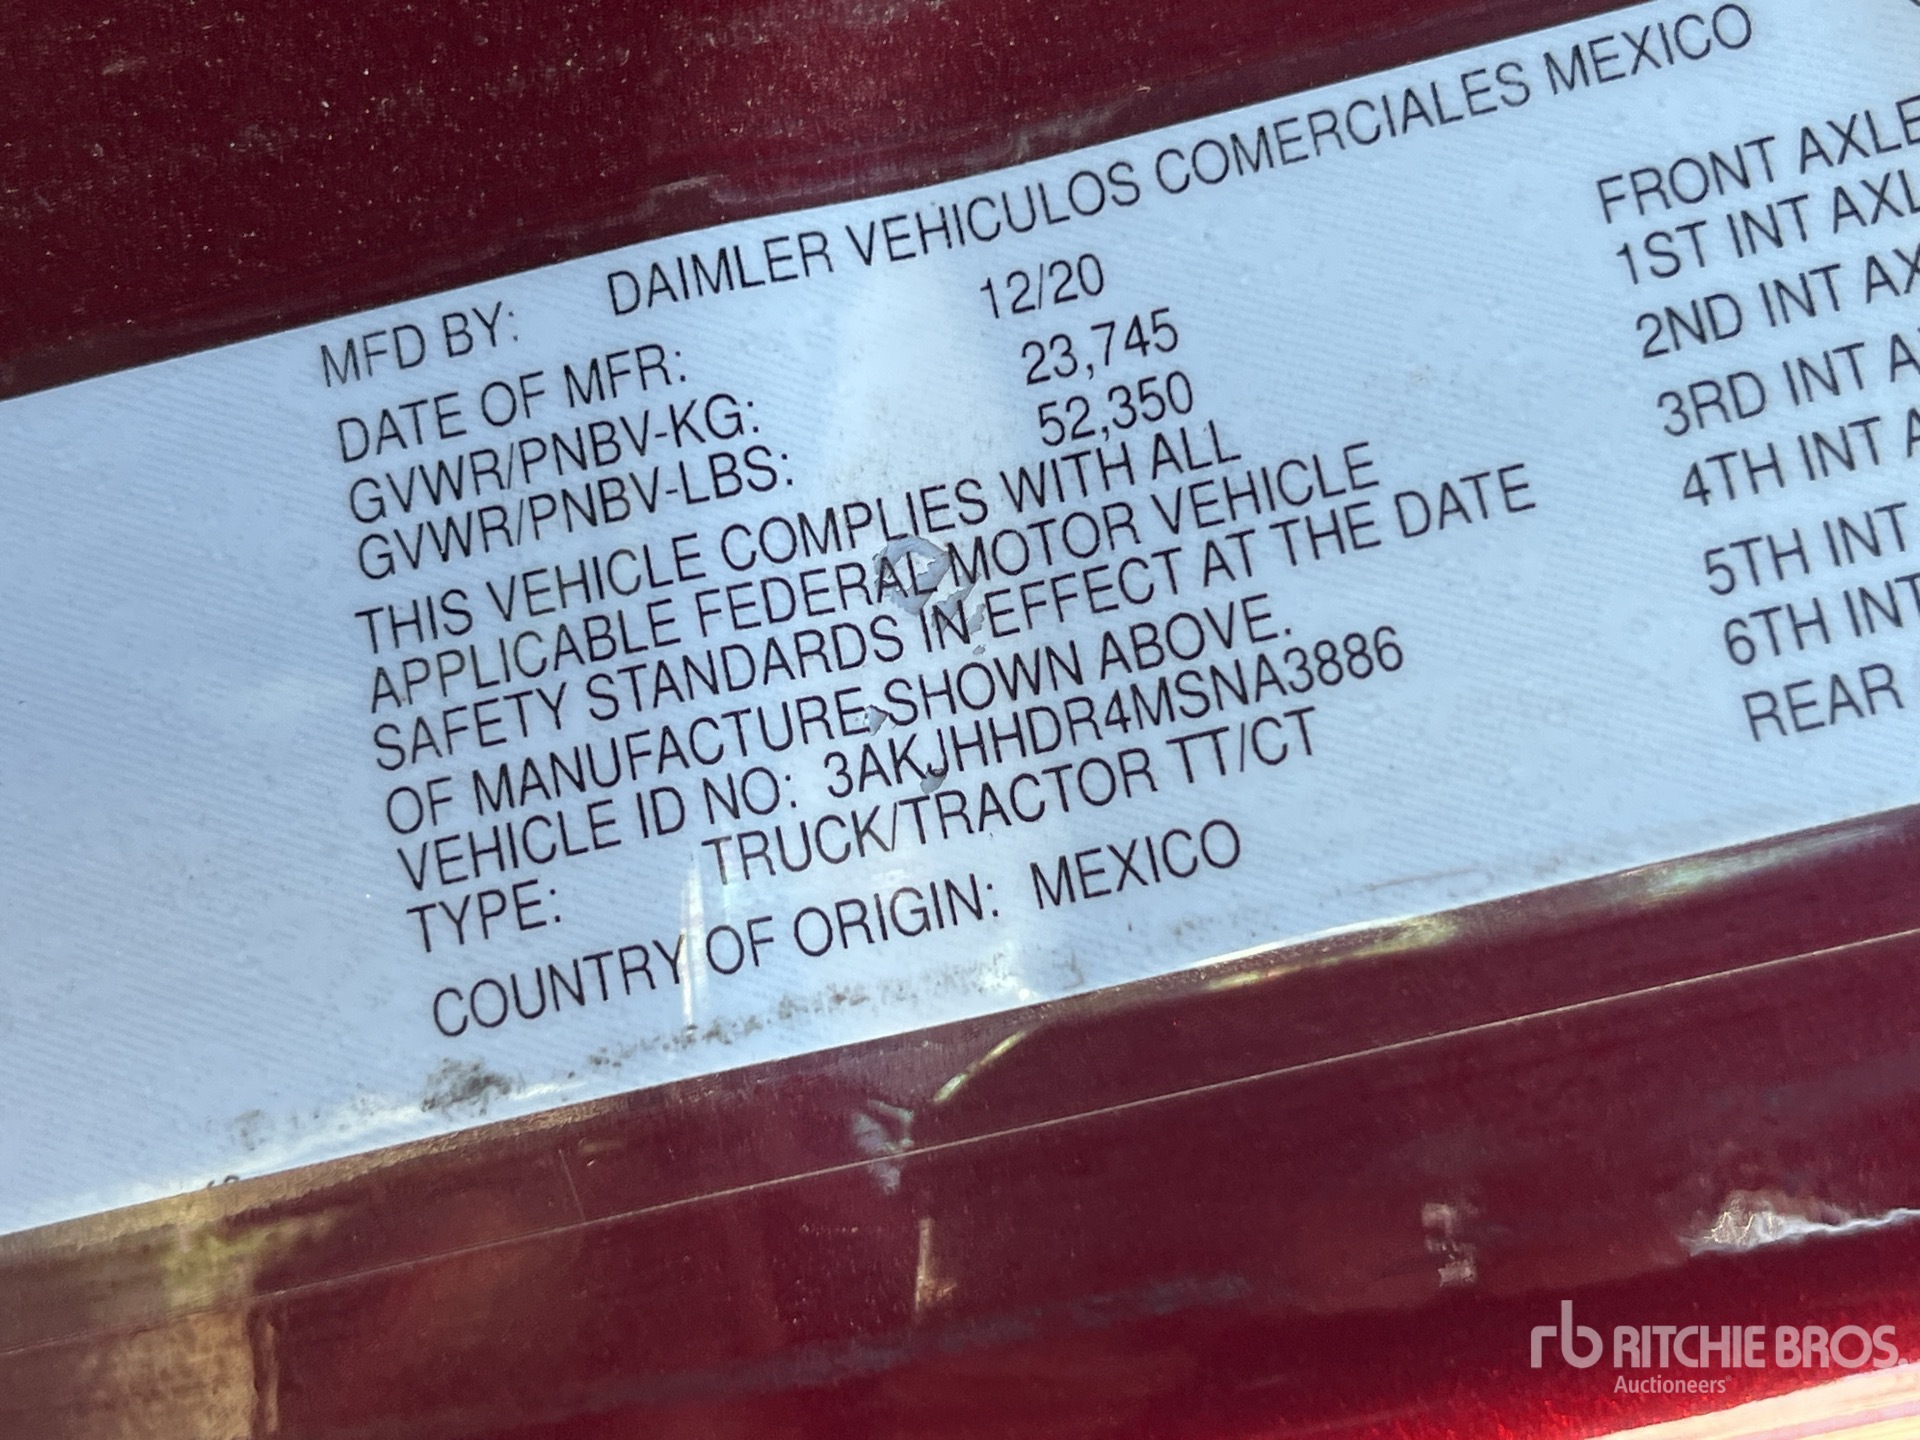 MFD BY: DAIMLER VEHICULOS COMERCIALES MEXICO
DATE OF MFR: 12/20
GVWR/PNBV-KG: 23,745
GVWR/PNBV-LBS: 52,350
THIS VEHICLE COMPLIES WITH ALL
APPLICABLE FEDERAL MOTOR VEHICLE
SAFETY STANDARDS IN EFFECT AT THE DATE
OF MANUFACTURE SHOWN ABOVE.
VEHICLE ID NO: 3AKJHHDR4MSNA3886
TYPE: TRUCK/TRACTOR TT/CT
COUNTRY OF ORIGIN: MEXICO
FRONT AXLE
1ST INT AXL
2ND INT AX
3RD INT A
4TH INT A
5TH INT
6TH INT
REAR
rb RITCHIE BROS.
Auctioneers